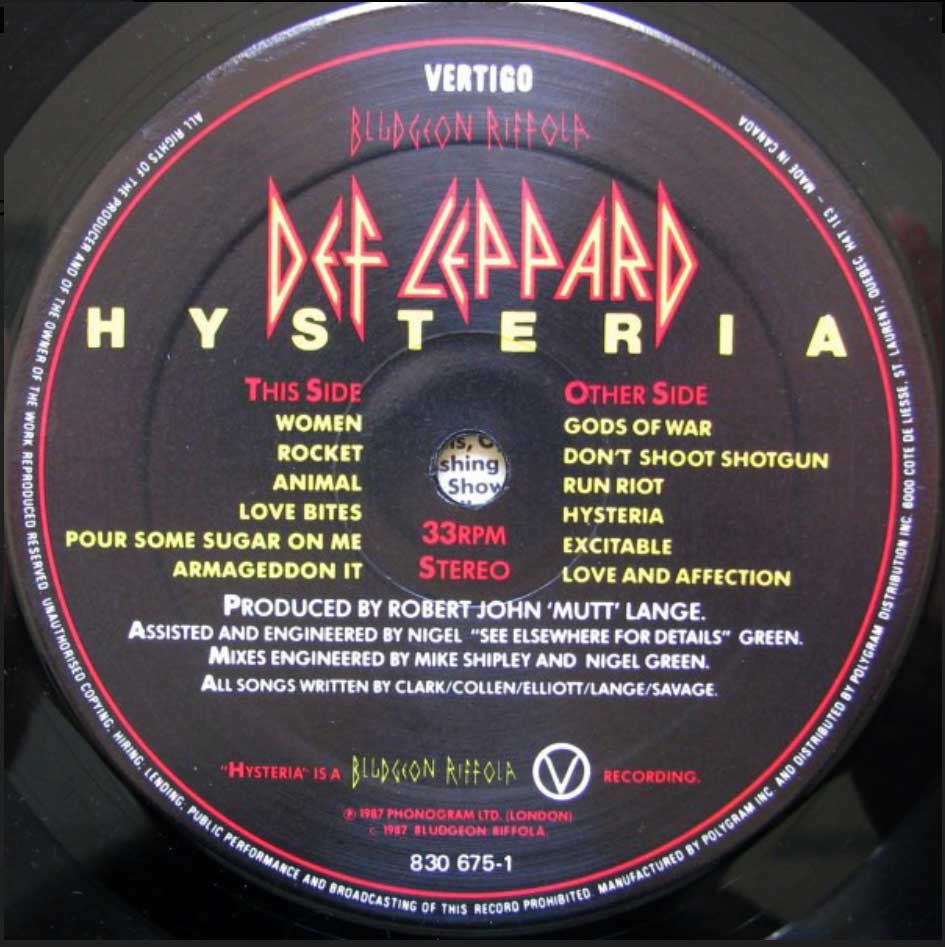 VERTIGO
BLUDGEON RIFFOLA
DEF LEPPARD
HYSTERIA
THIS SIDE
WOMEN
ROCKET
ANIMAL
LOVE BITES
POUR SOME SUGAR ON ME
ARMAGEDDON IT
OTHER SIDE
GODS OF WAR
DON'T SHOOT SHOTGUN
RUN RIOT
HYSTERIA
EXCITABLE
LOVE AND AFFECTION
shing
Show
33RPM
STEREO
PRODUCED BY ROBERT JOHN 'MUTT' LANGE.
ASSISTED AND ENGINEERED BY NIGEL "SEE ELSEWHERE FOR DETAILS" GREEN.
MIXES ENGINEERED BY MIKE SHIPLEY AND NIGEL GREEN.
ALL SONGS WRITTEN BY CLARK/COLLEN/ELLIOTT/LANGE/SAVAGE.
"HYSTERIA" IS A BLUDGEON RIFFOLA V RECORDING.
℗ 1987 PHONOGRAM LTD. (LONDON)
c 1987 BLUDGEON RIFFOLA
830 675-1
ALL RIGHTS OF THE PRODUCER AND OF THE OWNER OF THE WORK REPRODUCED RESERVED. UNAUTHORISED COPYING, HIRING, LENDING, PUBLIC PERFORMANCE AND BROADCASTING OF THIS RECORD PROHIBITED. MANUFACTURED BY POLYGRAM INC. AND DISTRIBUTED BY POLYGRAM DISTRIBUTION INC. 6000 COTE DE LIESSE, ST. LAURENT, QUEBEC H4T 1E3 – MADE IN CANADA